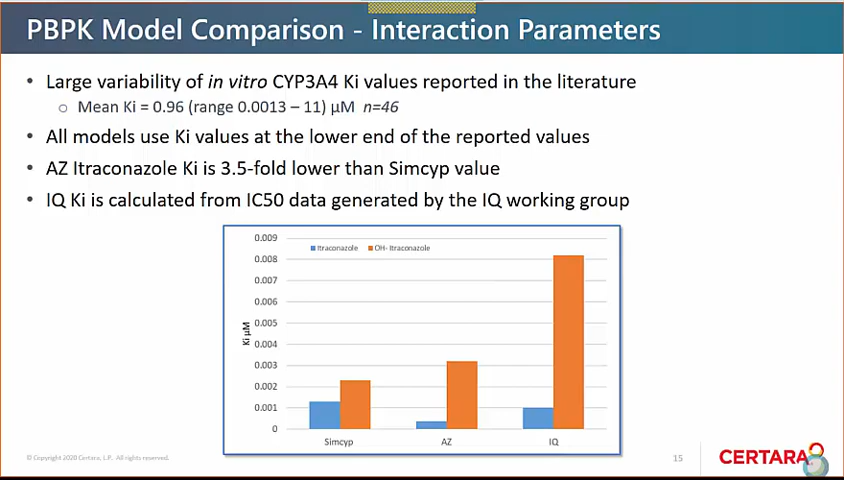 PBPK Model Comparison - Interaction Parameters
• Large variability of in vitro CYP3A4 Ki values reported in the literature
○ Mean Ki = 0.96 (range 0.0013 – 11) µM n=46
• All models use Ki values at the lower end of the reported values
• AZ Itraconazole Ki is 3.5-fold lower than Simcyp value
• IQ Ki is calculated from IC50 data generated by the IQ working group
Itraconazole OH- Itraconazole
Ki µM
0.009
0.008
0.007
0.006
0.005
0.004
0.003
0.002
0.001
0
Simcyp AZ IQ
© Copyright 2020 Certara, L.P. All rights reserved.
15
CERTARA